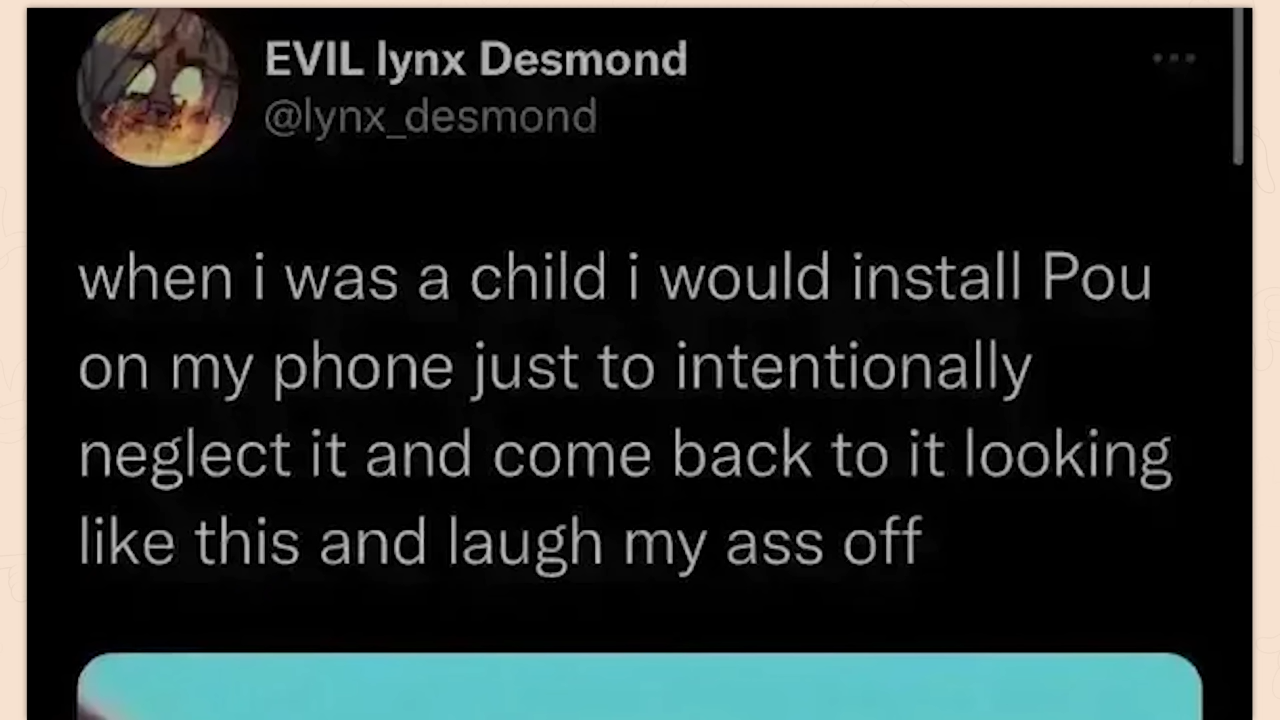 EVIL lynx Desmond
@lynx_desmond
when i was a child i would install Pou
on my phone just to intentionally
neglect it and come back to it looking
like this and laugh my ass off